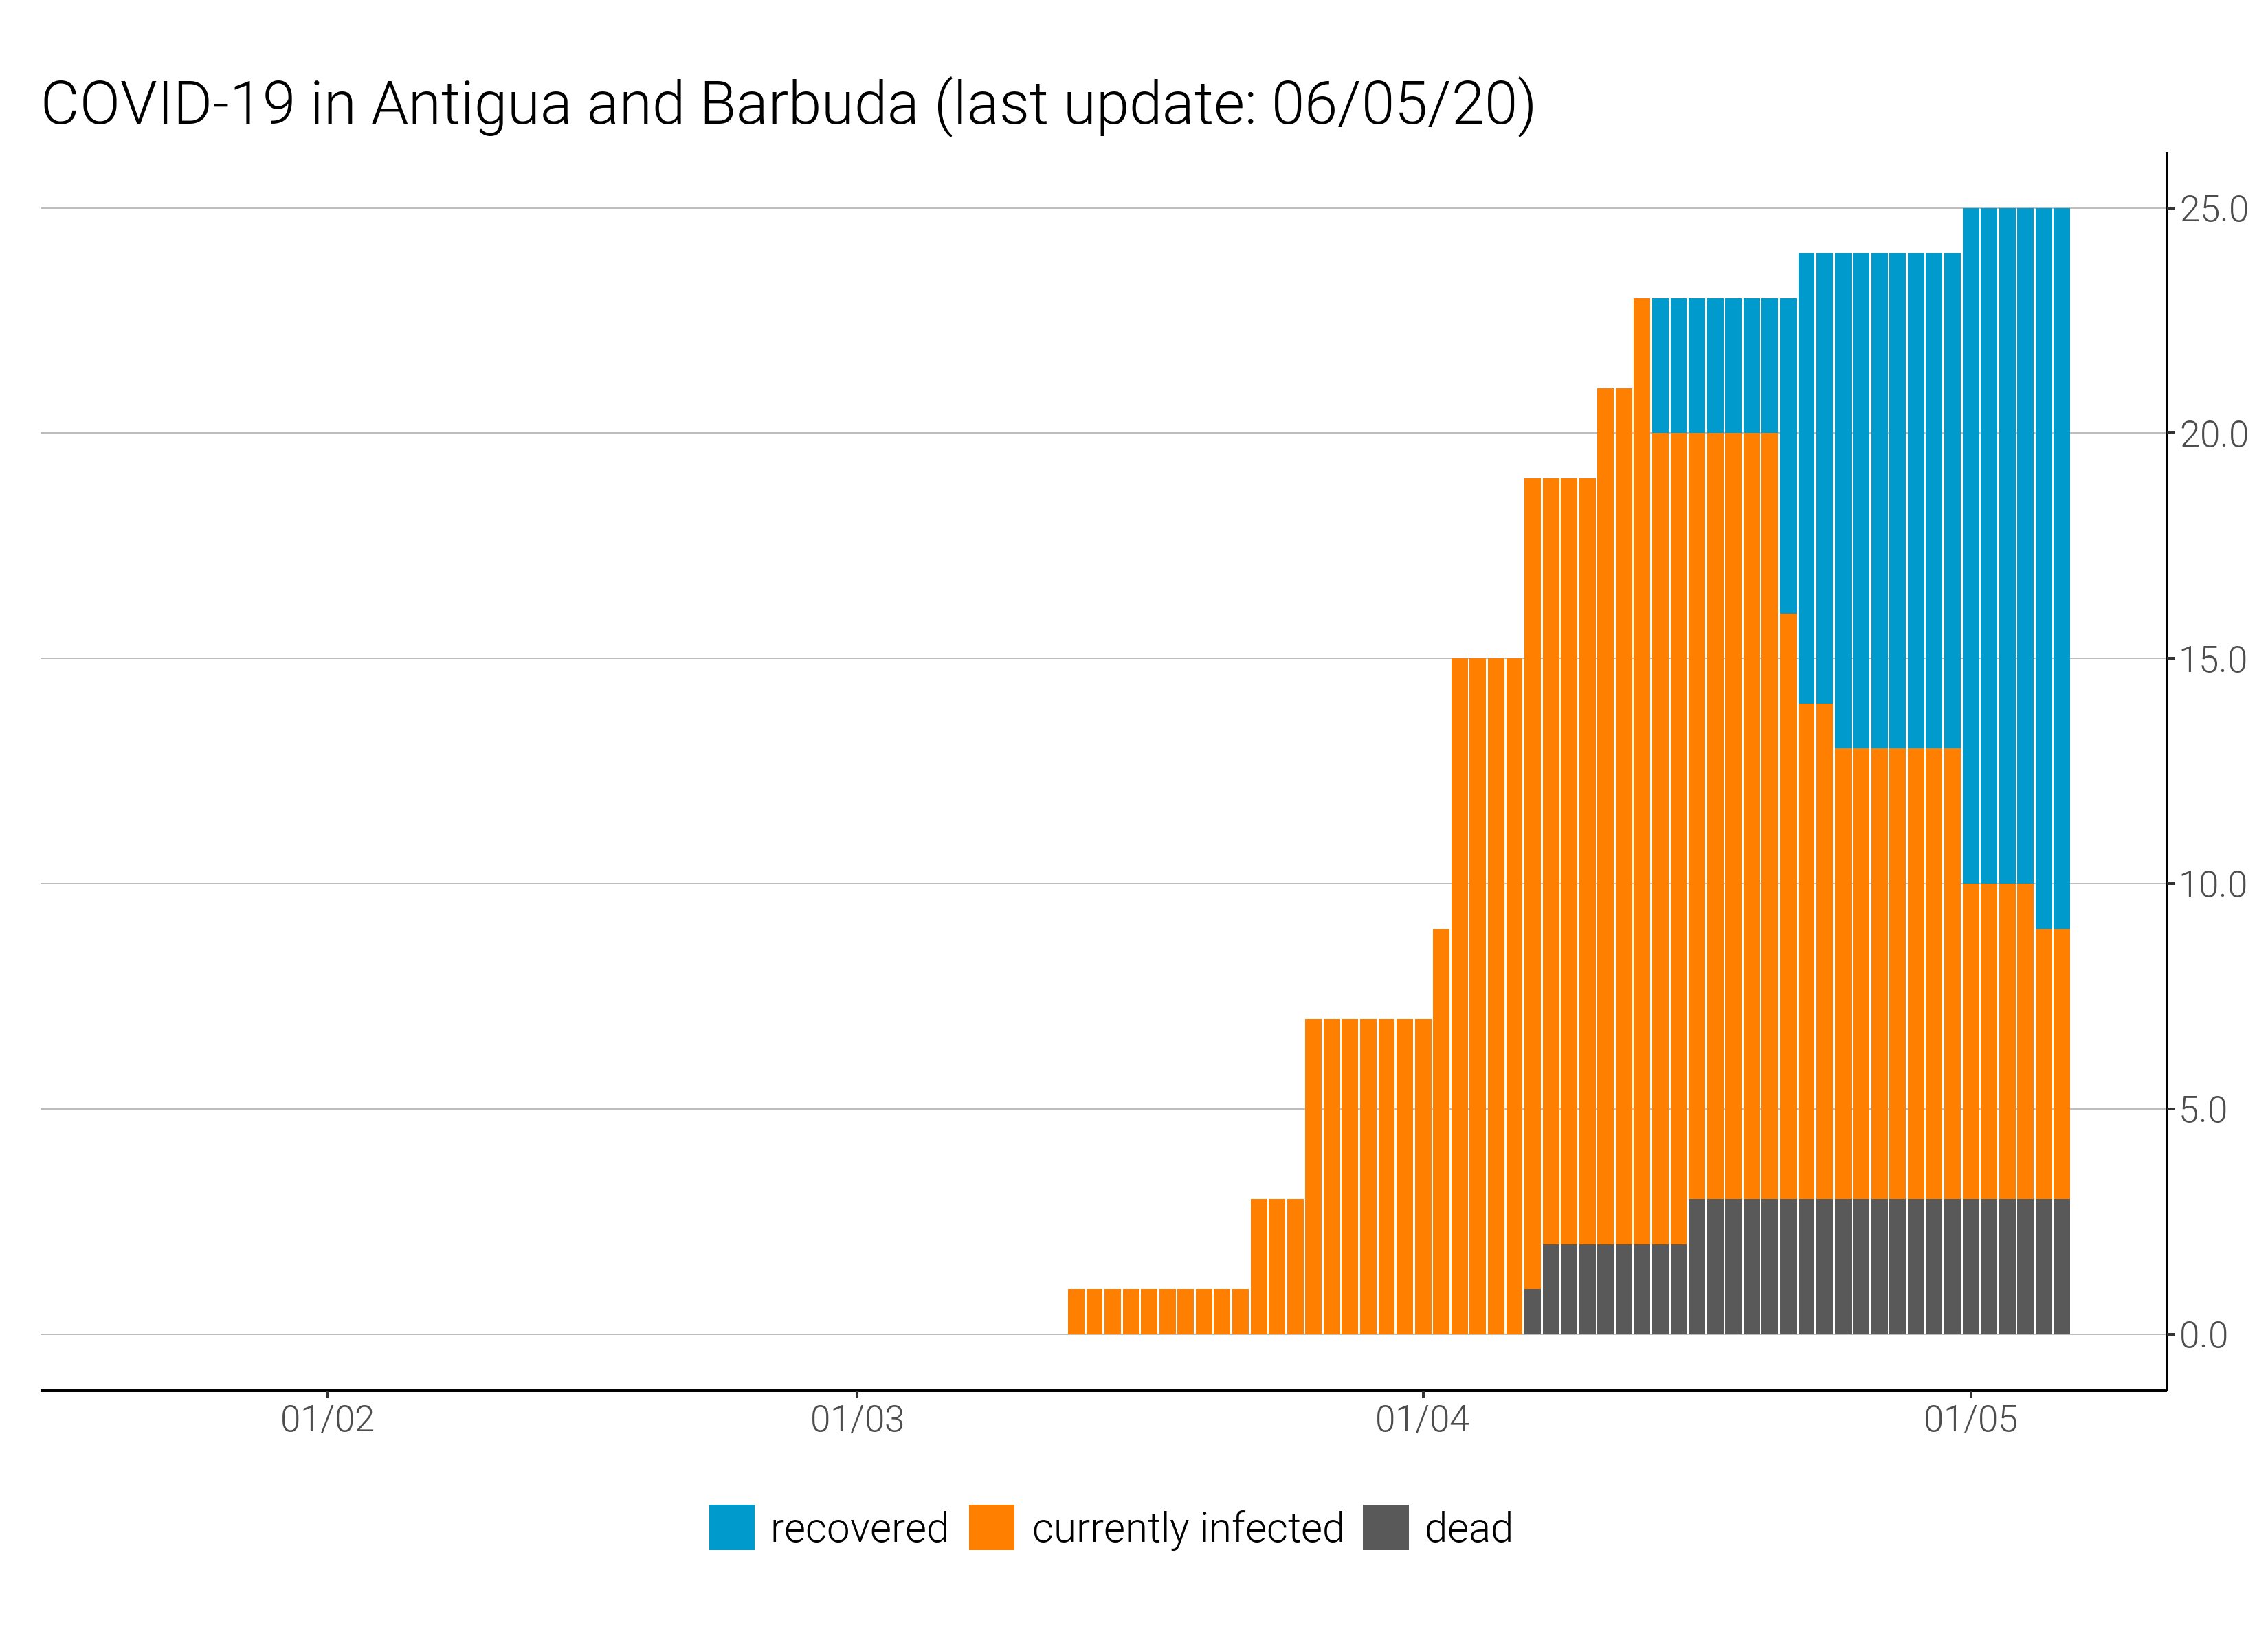 COVID-19 in Antigua and Barbuda (last update: 06/05/20)
25.0
20.0
15.0
10.0
5.0
0.0
01/02 01/03 01/04 01/05
recovered currently infected dead